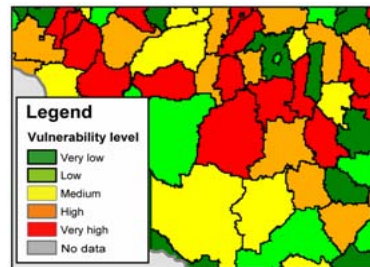 Legend
Vulnerability level
Very low
Low
Medium
High
Very high
No data